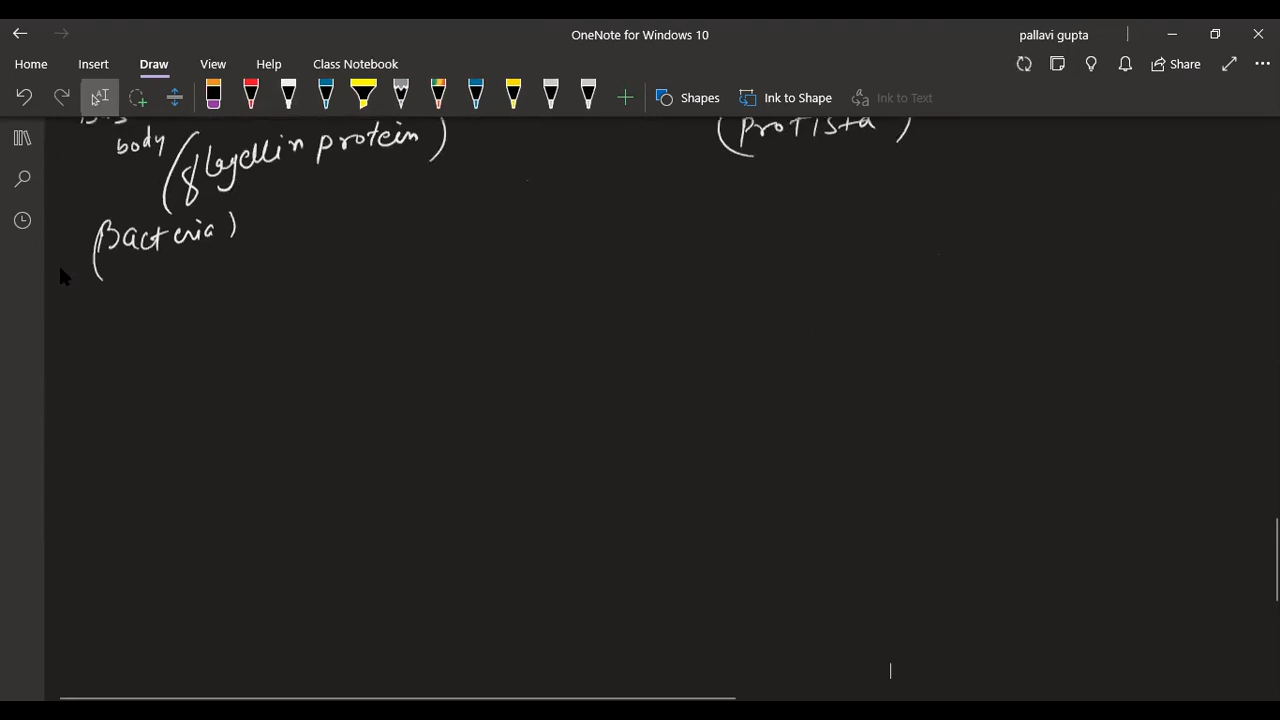 OneNote for Windows 10
pallavi gupta
Home Insert Draw View Help Class Notebook
Share
Shapes Ink to Shape Ink to Text
body (flagellin protein)
(Protista)
(Bacteria)